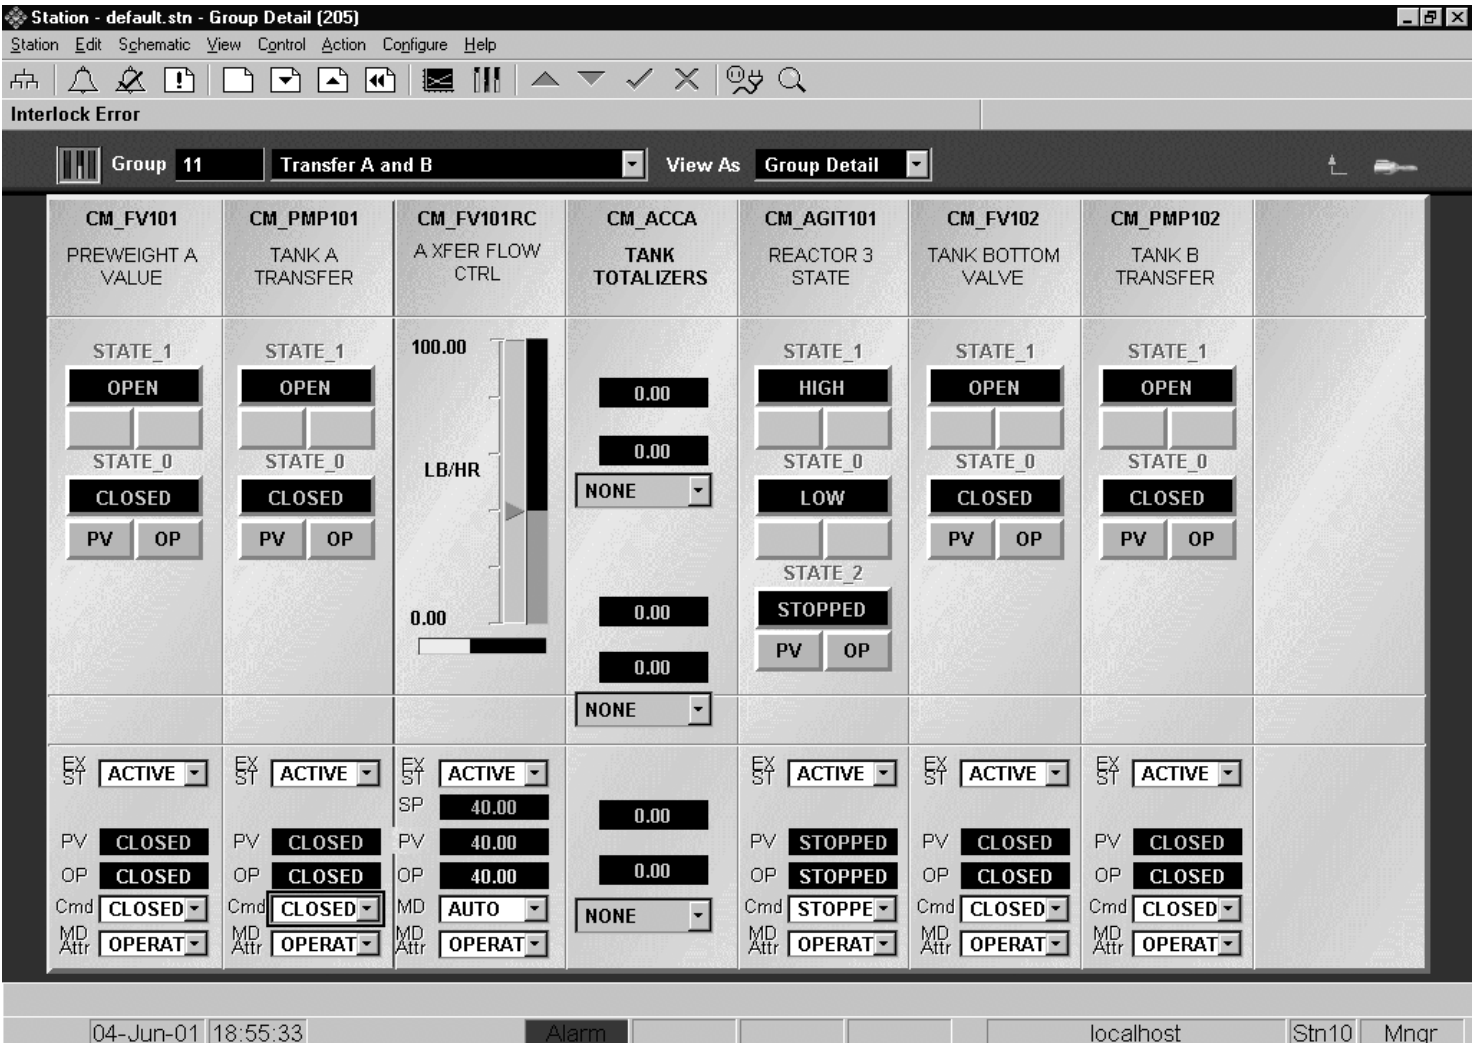 Station - default.stn - Group Detail (205)
Station Edit Schematic View Control Action Configure Help
Interlock Error
Group 11 Transfer A and B View As Group Detail
CM_FV101 CM_PMP101 CM_FV101RC CM_ACCA CM_AGIT101 CM_FV102 CM_PMP102
PREWEIGHT A TANK A A XFER FLOW TANK REACTOR 3 TANK BOTTOM TANK B
VALUE TRANSFER CTRL TOTALIZERS STATE VALVE TRANSFER
STATE_1 STATE_1 100.00 STATE_1 STATE_1 STATE_1
OPEN OPEN 0.00 HIGH OPEN OPEN
0.00
STATE_0 STATE_0 LB/HR STATE_0 STATE_0 STATE_0
CLOSED CLOSED NONE LOW CLOSED CLOSED
PV OP PV OP PV OP PV OP
STATE_2
0.00 0.00 STOPPED
PV OP
0.00
NONE
EX ST ACTIVE EX ST ACTIVE EX ST ACTIVE EX ST ACTIVE EX ST ACTIVE EX ST ACTIVE
SP 40.00 0.00
PV CLOSED PV CLOSED PV 40.00 PV STOPPED PV CLOSED PV CLOSED
OP CLOSED OP CLOSED OP 40.00 0.00 OP STOPPED OP CLOSED OP CLOSED
Cmd CLOSED Cmd CLOSED MD AUTO NONE Cmd STOPPE Cmd CLOSED Cmd CLOSED
MD Attr OPERAT MD Attr OPERAT MD Attr OPERAT MD Attr OPERAT MD Attr OPERAT MD Attr OPERAT
04-Jun-01 18:55:33 Alarm localhost Stn10 Mngr